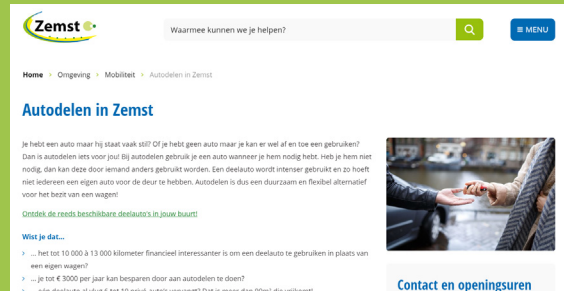 Zemst
Waarmee kunnen we je helpen?
≡ MENU
Home > Omgeving > Mobiliteit > Autodelen in Zemst
Autodelen in Zemst
Je hebt een auto maar hij staat vaak stil? Of je hebt geen auto maar je kan er wel af en toe een gebruiken?
Dan is autodelen iets voor jou! Bij autodelen gebruik je een auto wanneer je hem nodig hebt. Heb je hem niet
nodig, dan kan deze door iemand anders gebruikt worden. Een deelauto wordt intenser gebruikt en zo hoeft
niet iedereen een eigen auto voor de deur te hebben. Autodelen is dus een duurzaam en flexibel alternatief
voor het bezit van een wagen!
Ontdek de reeds beschikbare deelauto's in jouw buurt!
Wist je dat...
> ... het tot 10 000 à 13 000 kilometer financieel interessanter is om een deelauto te gebruiken in plaats van
een eigen wagen?
> ... je tot € 3000 per jaar kan besparen door aan autodelen te doen?
Contact en openingsuren